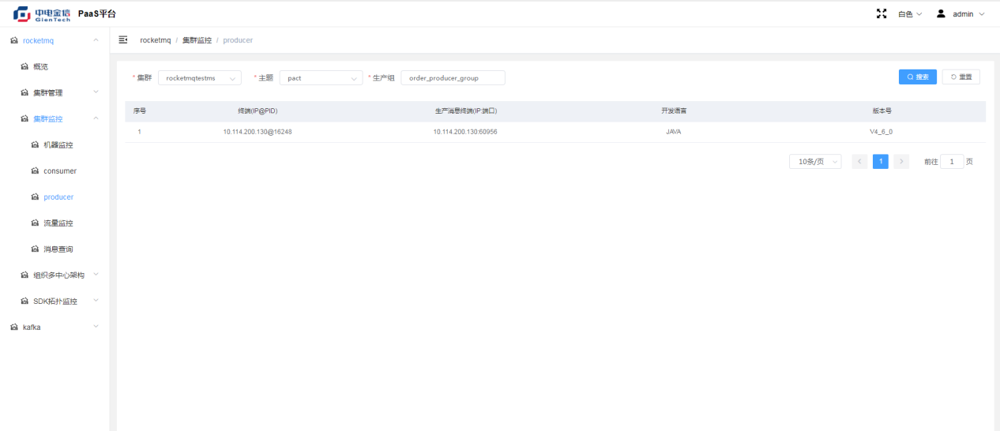 中电金信 GienTech PaaS平台 白色 admin
rocketmq
概览
集群管理
集群监控
机器监控
consumer
producer
流量监控
消息查询
组织多中心架构
SDK拓扑监控
kafka
rocketmq / 集群监控 / producer
* 集群 rocketmqtestms * 主题 pact * 生产组 order_producer_group 搜索 重置
序号 终端(IP@PID) 生产消息终端(IP:端口) 开发语言 版本号
1 10.114.200.130@16248 10.114.200.130:60956 JAVA V4_6_0
10条/页 < 1 > 前往 1 页